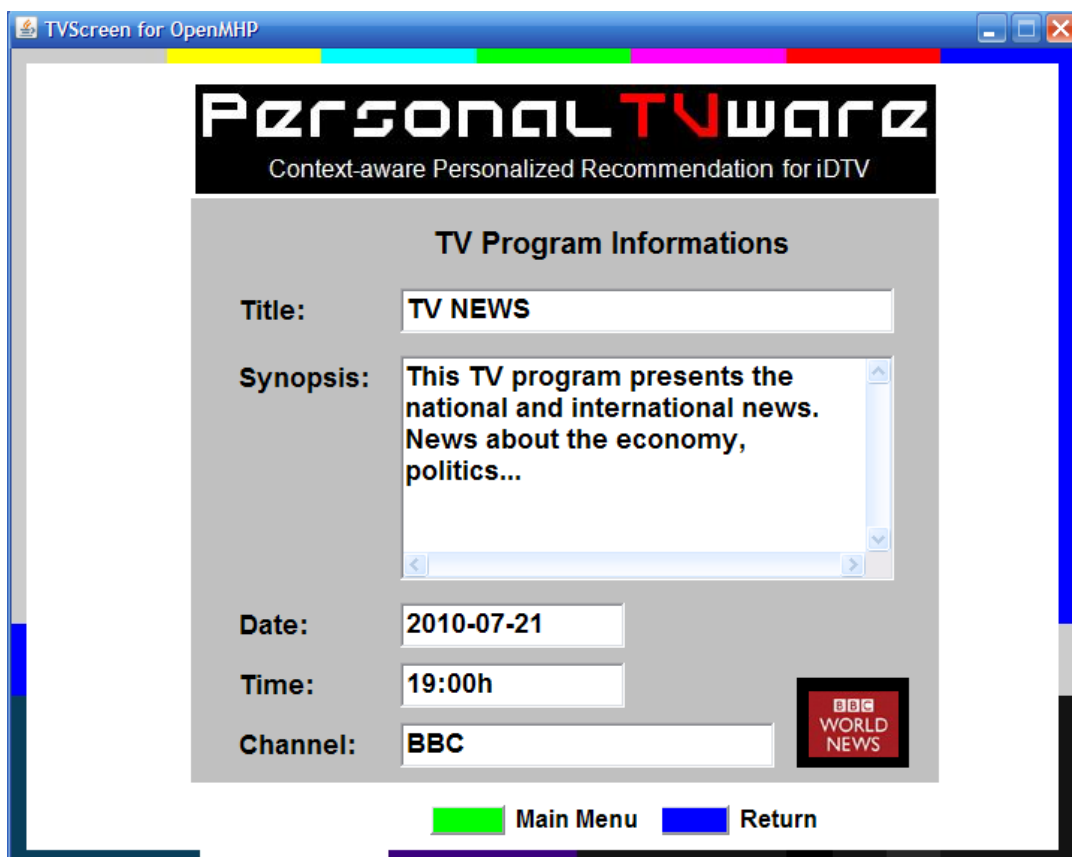 TVScreen for OpenMHP
PersonalTVware
Context-aware Personalized Recommendation for iDTV
TV Program Informations
Title: TV NEWS
Synopsis: This TV program presents the
national and international news.
News about the economy,
politics...
Date: 2010-07-21
Time: 19:00h
Channel: BBC
BBC
WORLD
NEWS
Main Menu Return